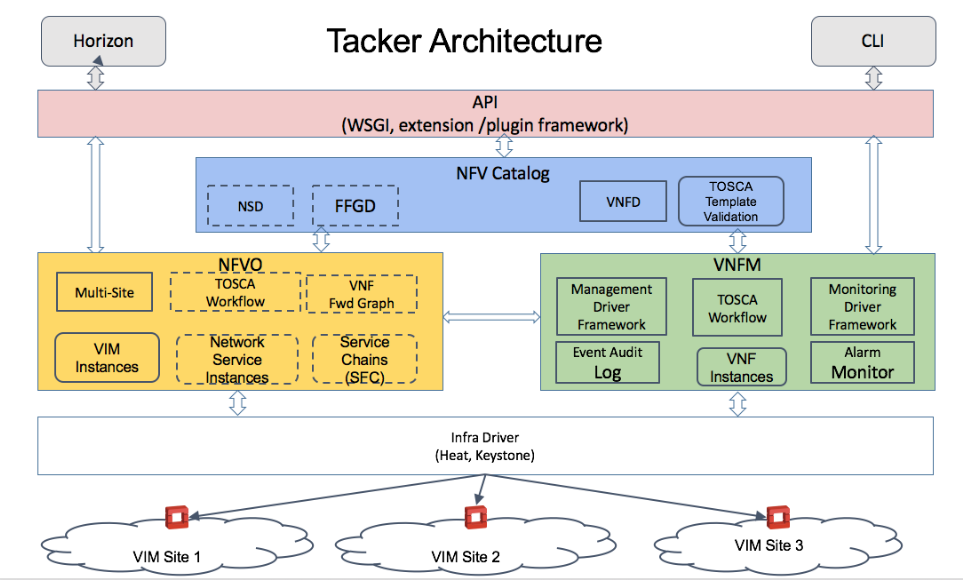 Horizon
Tacker Architecture
CLI
API
(WSGI, extension /plugin framework)
NFV Catalog
NSD
FFGD
VNFD
TOSCA
Template
Validation
NFVO
Multi-Site
TOSCA
Workflow
VNF
Fwd Graph
VIM
Instances
Network
Service
Instances
Service
Chains
(SFC)
VNFM
Management
Driver
Framework
TOSCA
Workflow
Monitoring
Driver
Framework
Event Audit
Log
VNF
Instances
Alarm
Monitor
Infra Driver
(Heat, Keystone)
VIM Site 1
VIM Site 2
VIM Site 3